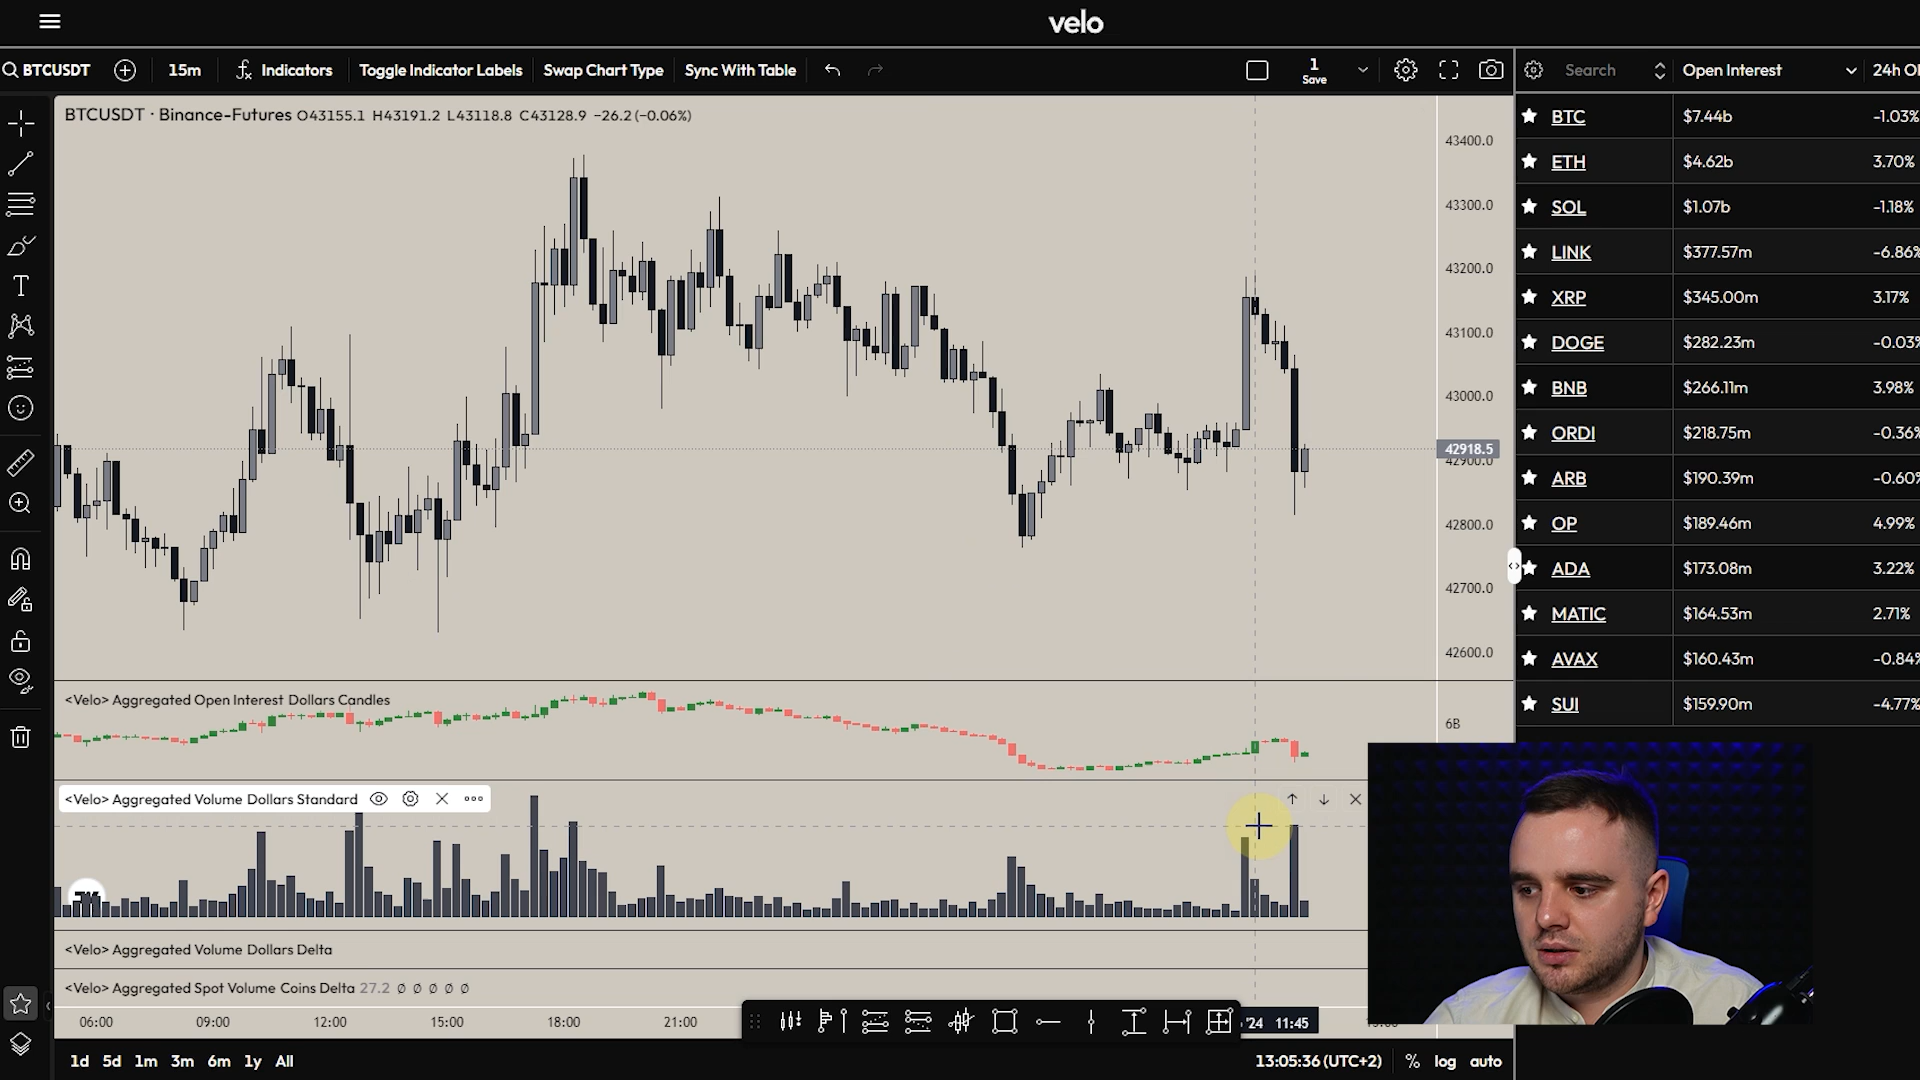 velo
BTCUSDT 15m Indicators Toggle Indicator Labels Swap Chart Type Sync With Table 1 Save
Search Open Interest 24h OI
BTCUSDT · Binance-Futures O43155.1 H43191.2 L43118.8 C43128.9 −26.2 (−0.06%)
43400.0
43300.0
43200.0
43100.0
43000.0
42918.5
42900.0
42800.0
42700.0
42600.0
BTC $7.44b -1.03%
ETH $4.62b 3.70%
SOL $1.07b -1.18%
LINK $377.57m -6.86%
XRP $345.00m 3.17%
DOGE $282.23m -0.03%
BNB $266.11m 3.98%
ORDI $218.75m -0.36%
ARB $190.39m -0.60%
OP $189.46m 4.99%
ADA $173.08m 3.22%
MATIC $164.53m 2.71%
AVAX $160.43m -0.84%
SUI $159.90m -4.77%
<Velo> Aggregated Open Interest Dollars Candles
6B
<Velo> Aggregated Volume Dollars Standard
<Velo> Aggregated Volume Dollars Delta
<Velo> Aggregated Spot Volume Coins Delta 27.2 ∅ ∅ ∅ ∅ ∅
06:00 09:00 12:00 15:00 18:00 21:00 '24 11:45
1d 5d 1m 3m 6m 1y All 13:05:36 (UTC+2) % log auto